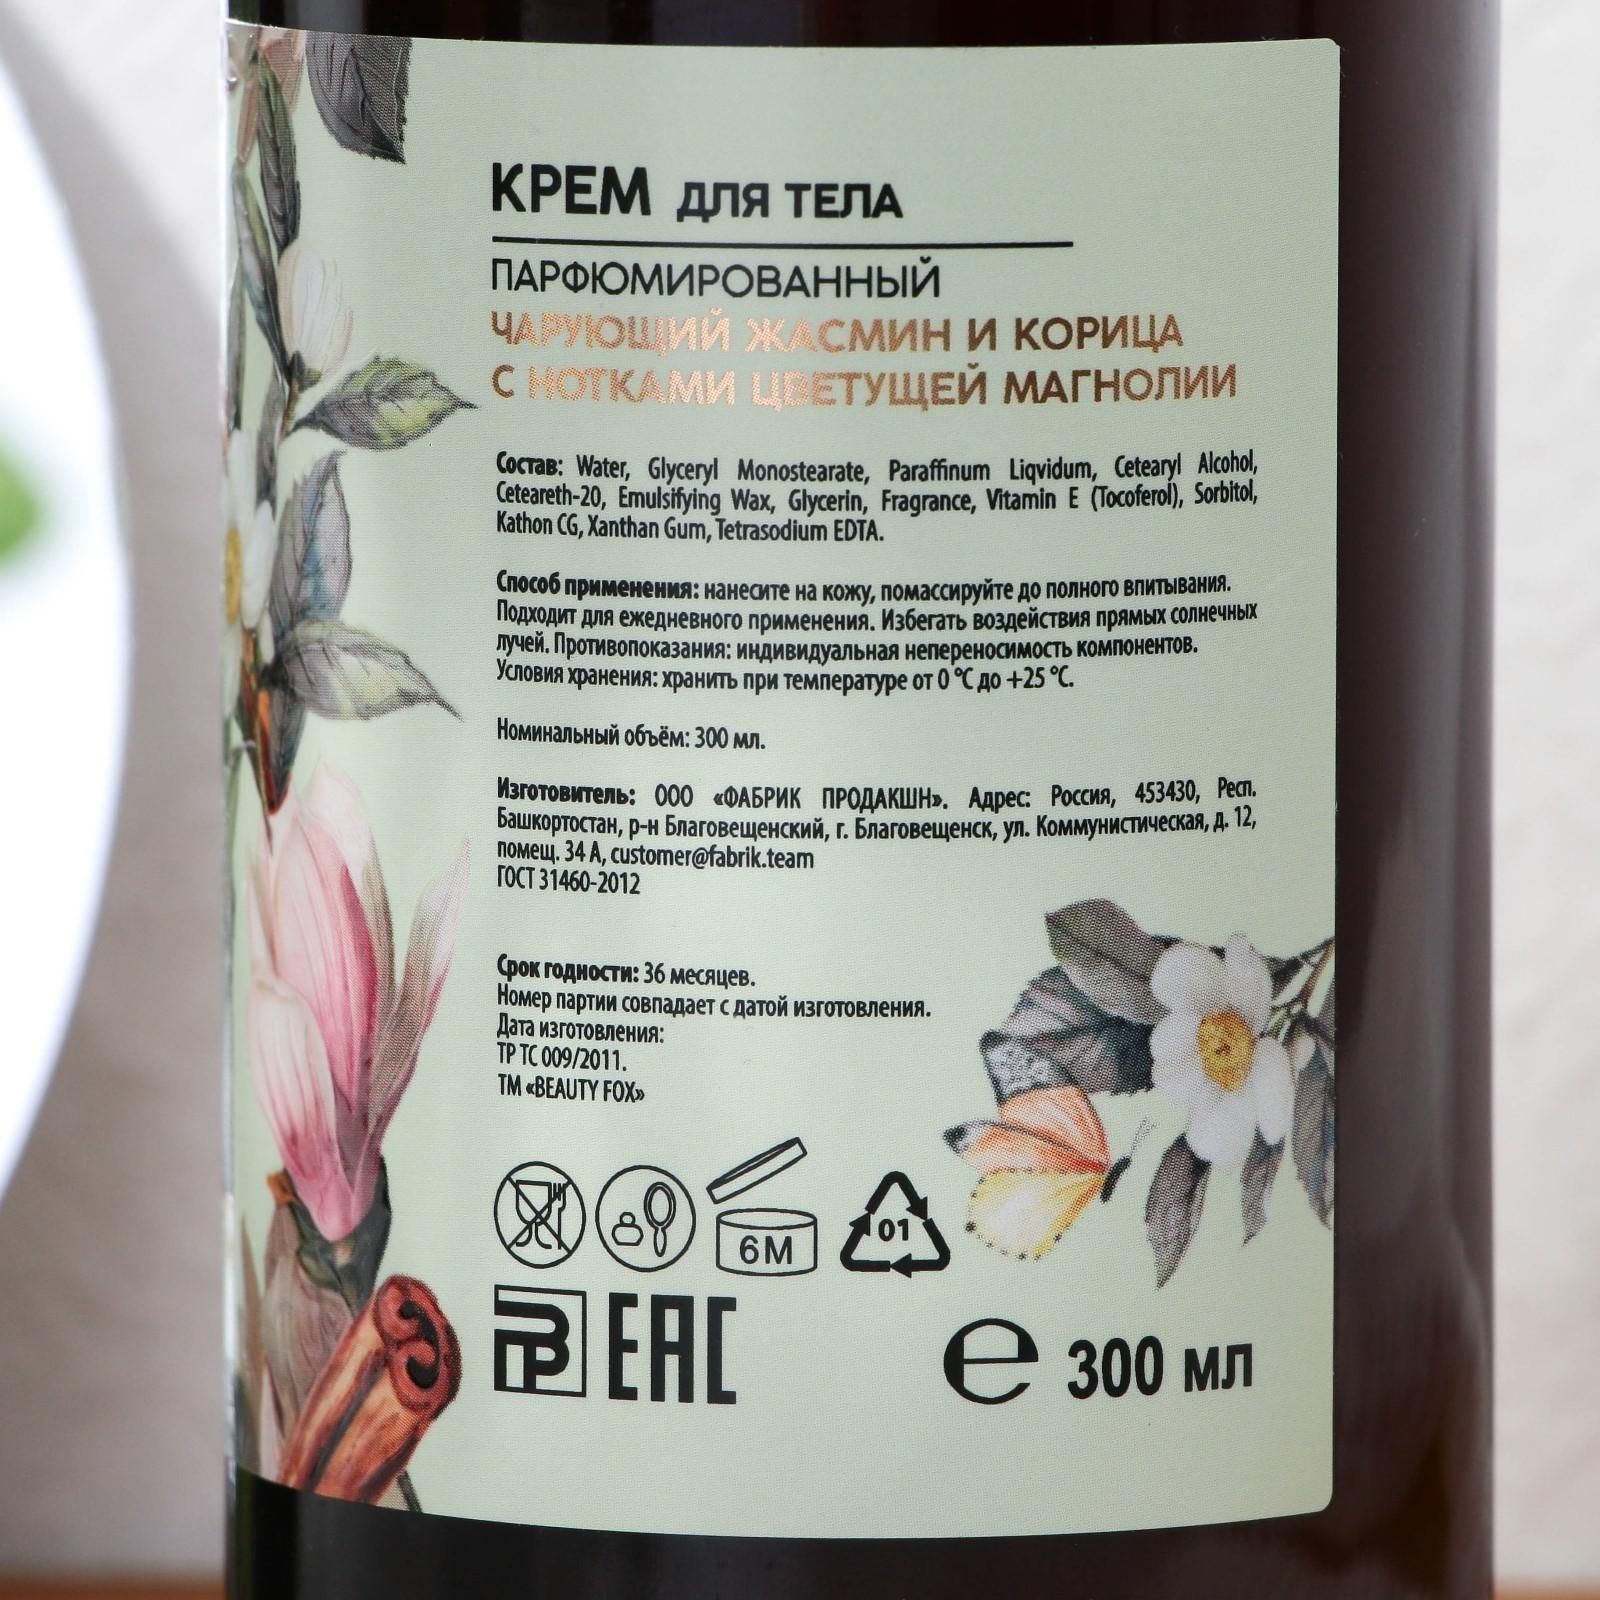 КРЕМ ДЛЯ ТЕЛА
ПАРФЮМИРОВАННЫЙ
ЧАРУЮЩИЙ ЖАСМИН И КОРИЦА
С НОТКАМИ ЦВЕТУЩЕЙ МАГНОЛИИ
Состав: Water, Glyceryl Monostearate, Paraffinum Liqvidum, Cetearyl Alcohol,
Ceteareth-20, Emulsifying Wax, Glycerin, Fragrance, Vitamin E (Tocoferol), Sorbitol,
Kathon CG, Xanthan Gum, Tetrasodium EDTA.
Способ применения: нанесите на кожу, помассируйте до полного впитывания.
Подходит для ежедневного применения. Избегать воздействия прямых солнечных
лучей. Противопоказания: индивидуальная непереносимость компонентов.
Условия хранения: хранить при температуре от 0 °С до +25 °С.
Номинальный объём: 300 мл.
Изготовитель: ООО «ФАБРИК ПРОДАКШН». Адрес: Россия, 453430, Респ.
Башкортостан, р-н Благовещенский, г. Благовещенск, ул. Коммунистическая, д. 12,
помещ. 34 А, customer@fabrik.team
ГОСТ 31460-2012
Срок годности: 36 месяцев.
Номер партии совпадает с датой изготовления.
Дата изготовления:
ТР ТС 009/2011.
ТМ «BEAUTY FOX»
6М
01
EAC
e 300 мл